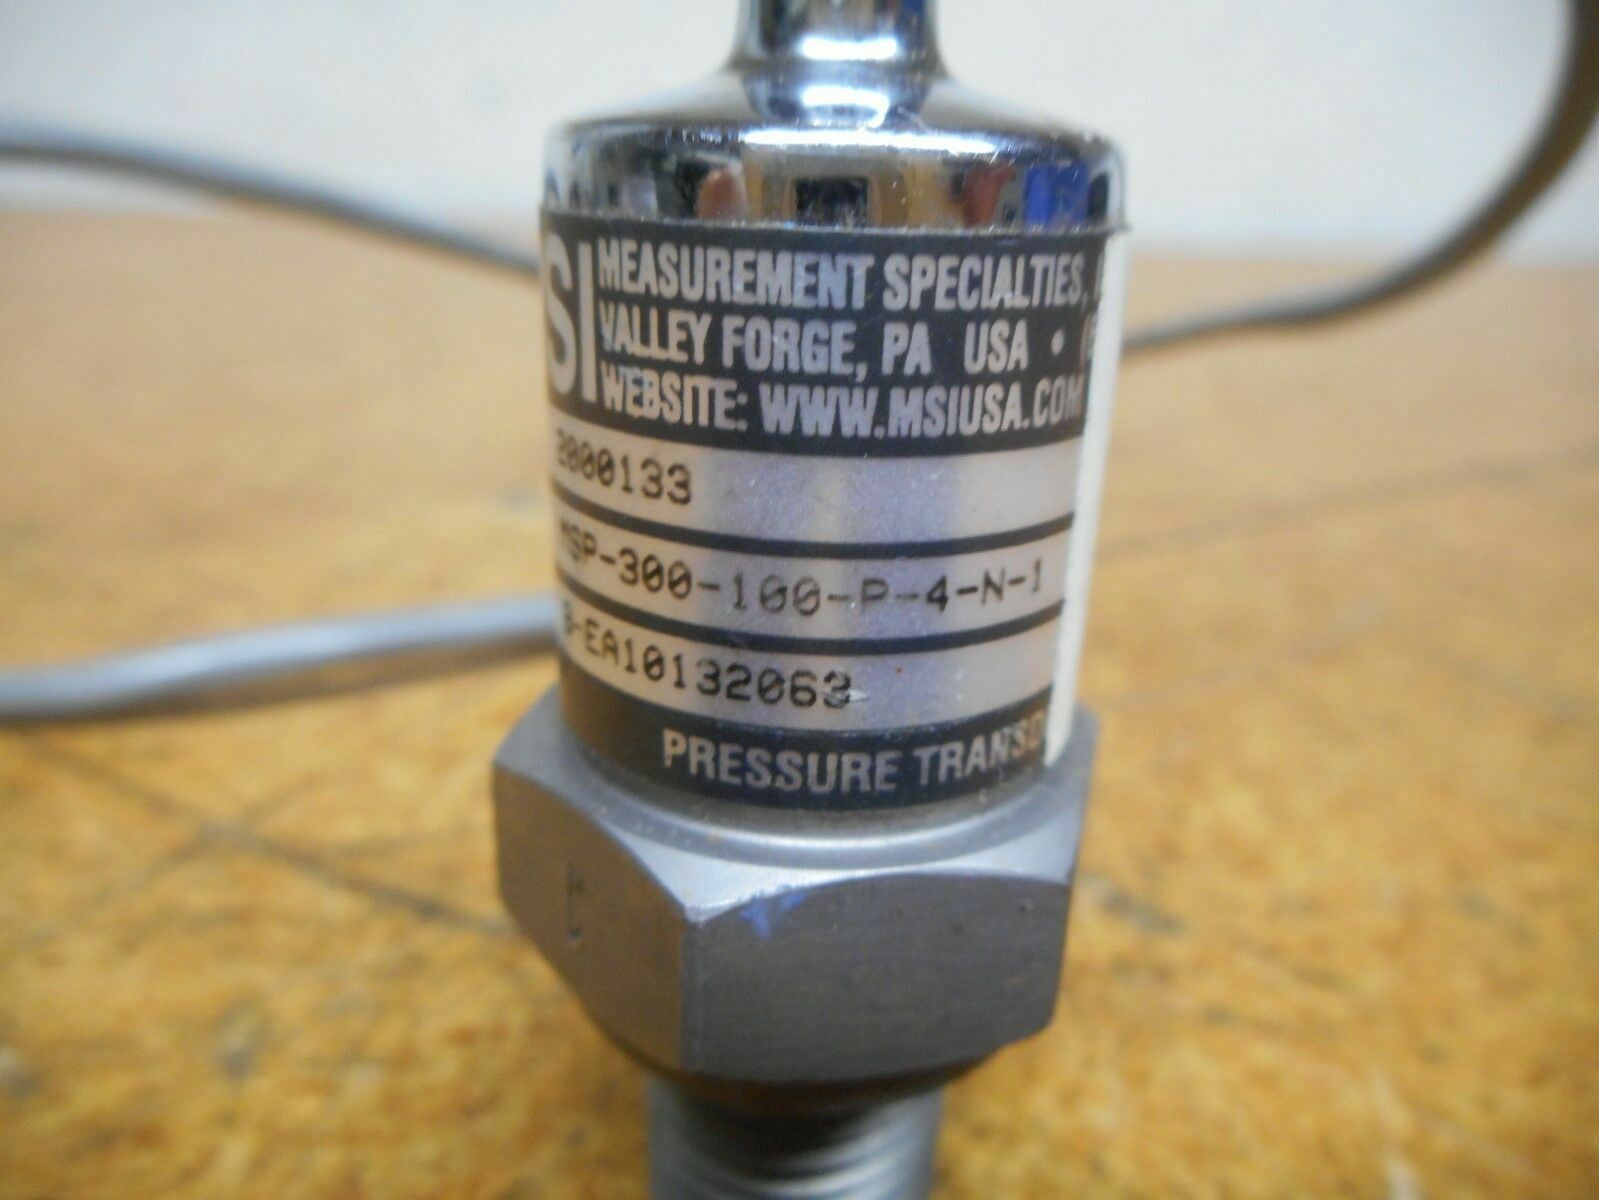 SI
MEASUREMENT SPECIALTIES,
VALLEY FORGE, PA USA •
WEBSITE: WWW.MSIUSA.COM
2000133
MSP-300-100-P-4-N-1
-EA10132063
PRESSURE TRANSD